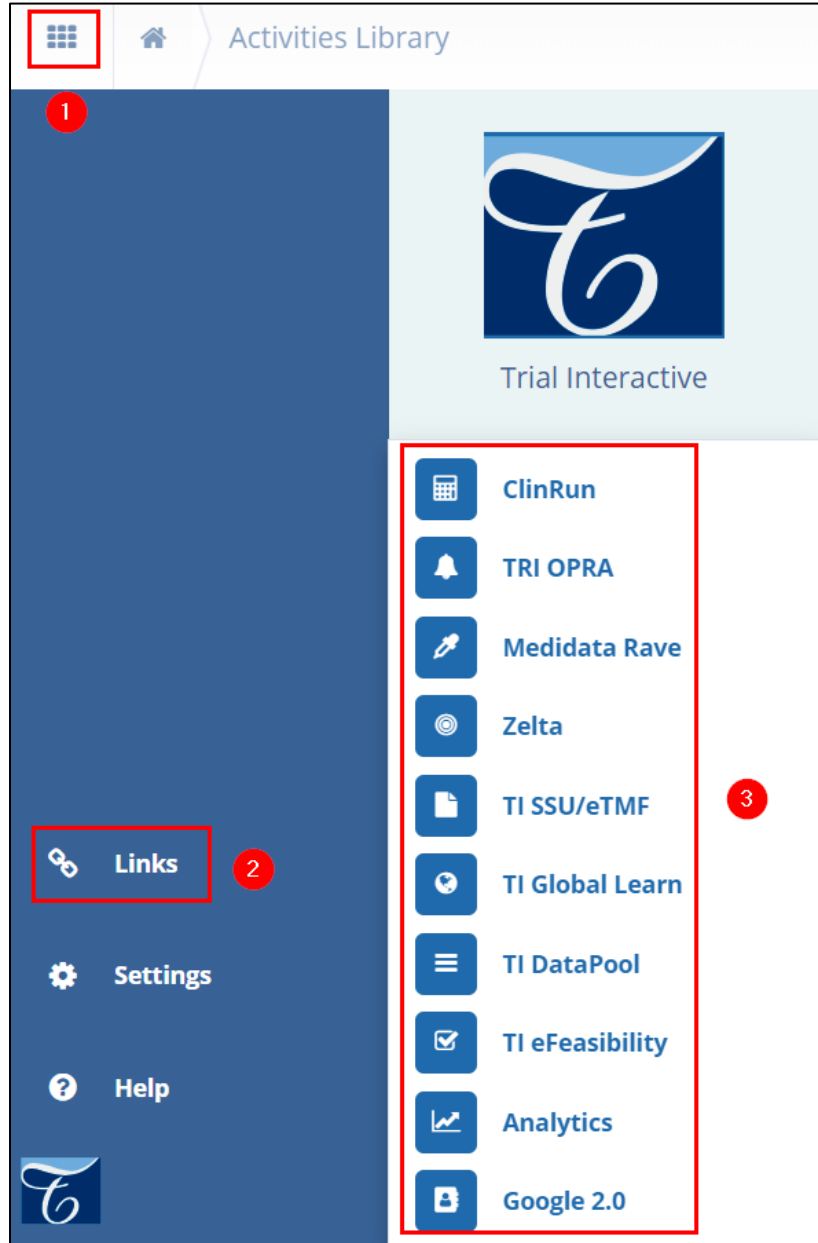 Activities Library
1
Trial Interactive
ClinRun
TRI OPRA
Medidata Rave
Zelta
TI SSU/eTMF
3
Links
2
TI Global Learn
Settings
TI DataPool
TI eFeasibility
Help
Analytics
Google 2.0